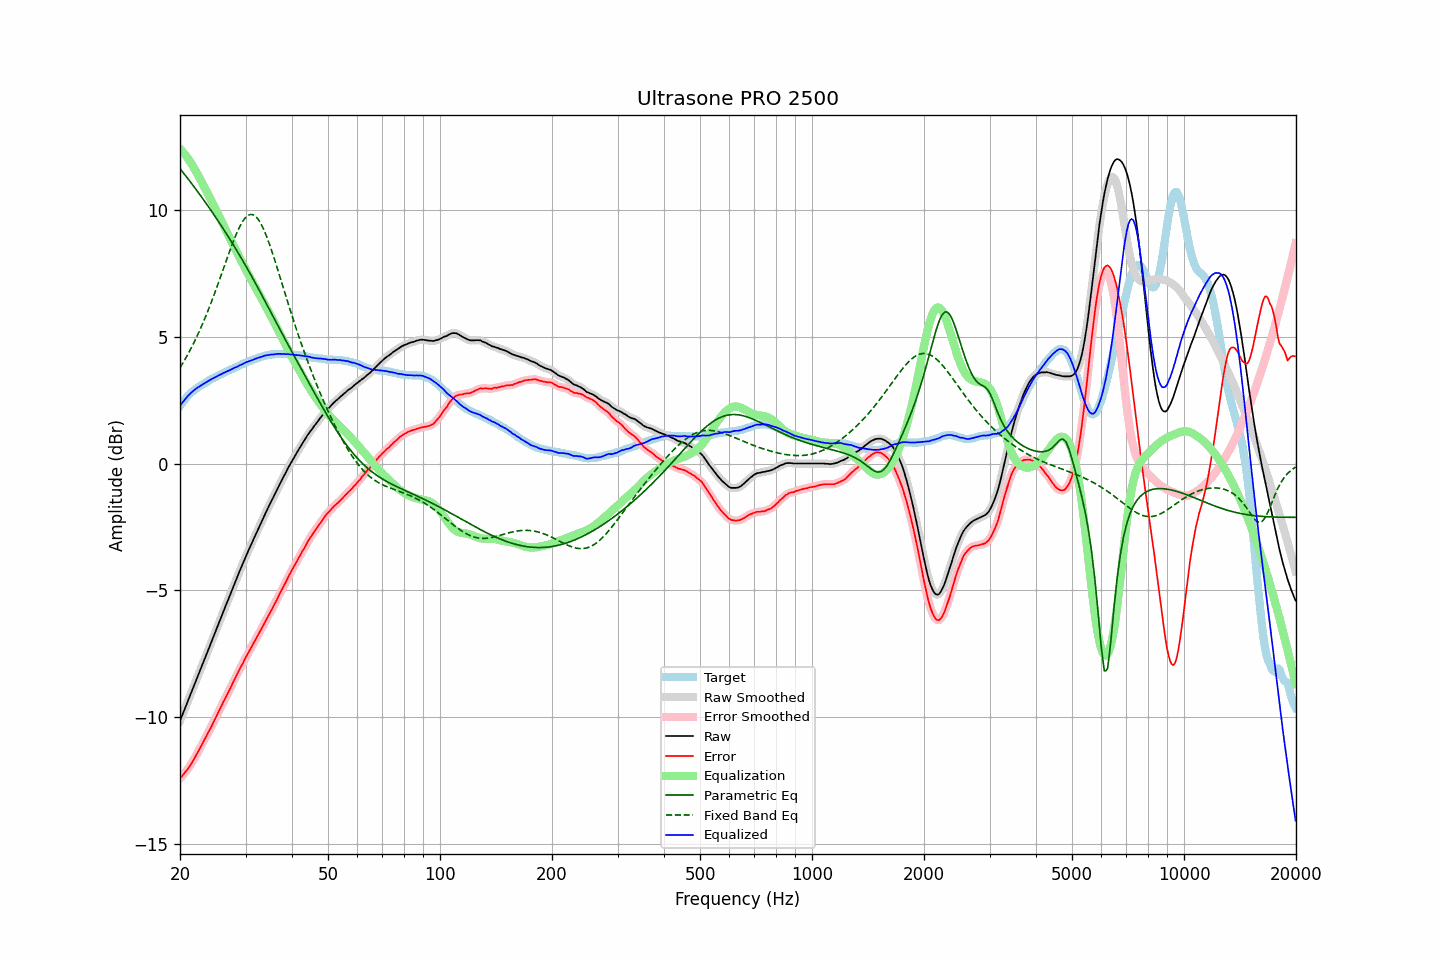 Ultrasone PRO 2500
Amplitude (dBr)
10
5
0
−5
−10
−15
Target
Raw Smoothed
Error Smoothed
Raw
Error
Equalization
Parametric Eq
Fixed Band Eq
Equalized
20 50 100 200 500 1000 2000 5000 10000 20000
Frequency (Hz)